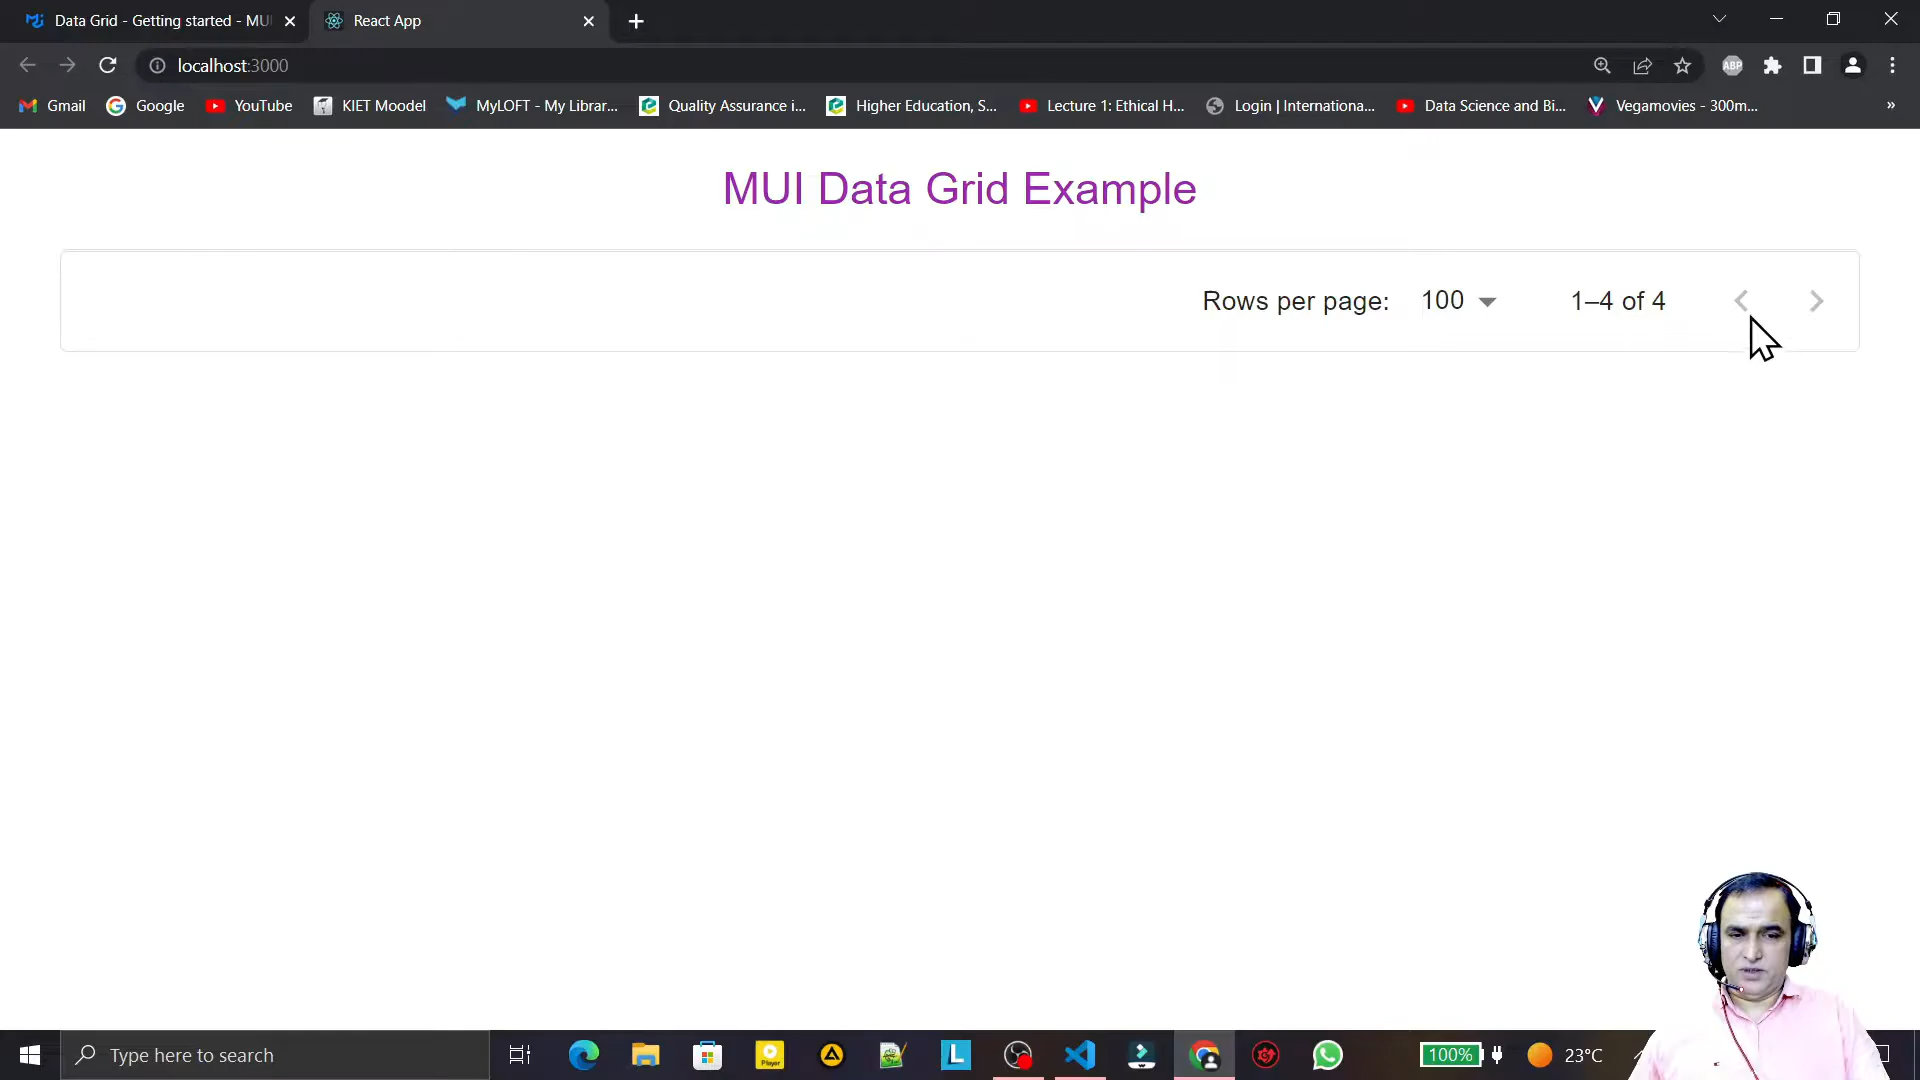 Data Grid - Getting started - MUI
React App
localhost:3000
ABP
Gmail
Google
YouTube
KIET Moodel
MyLOFT - My Librar...
Quality Assurance i...
Higher Education, S...
Lecture 1: Ethical H...
Login | Internationa...
Data Science and Bi...
Vegamovies - 300m...
»
MUI Data Grid Example
Rows per page: 100 1–4 of 4
Type here to search
Player
L
100%
23°C